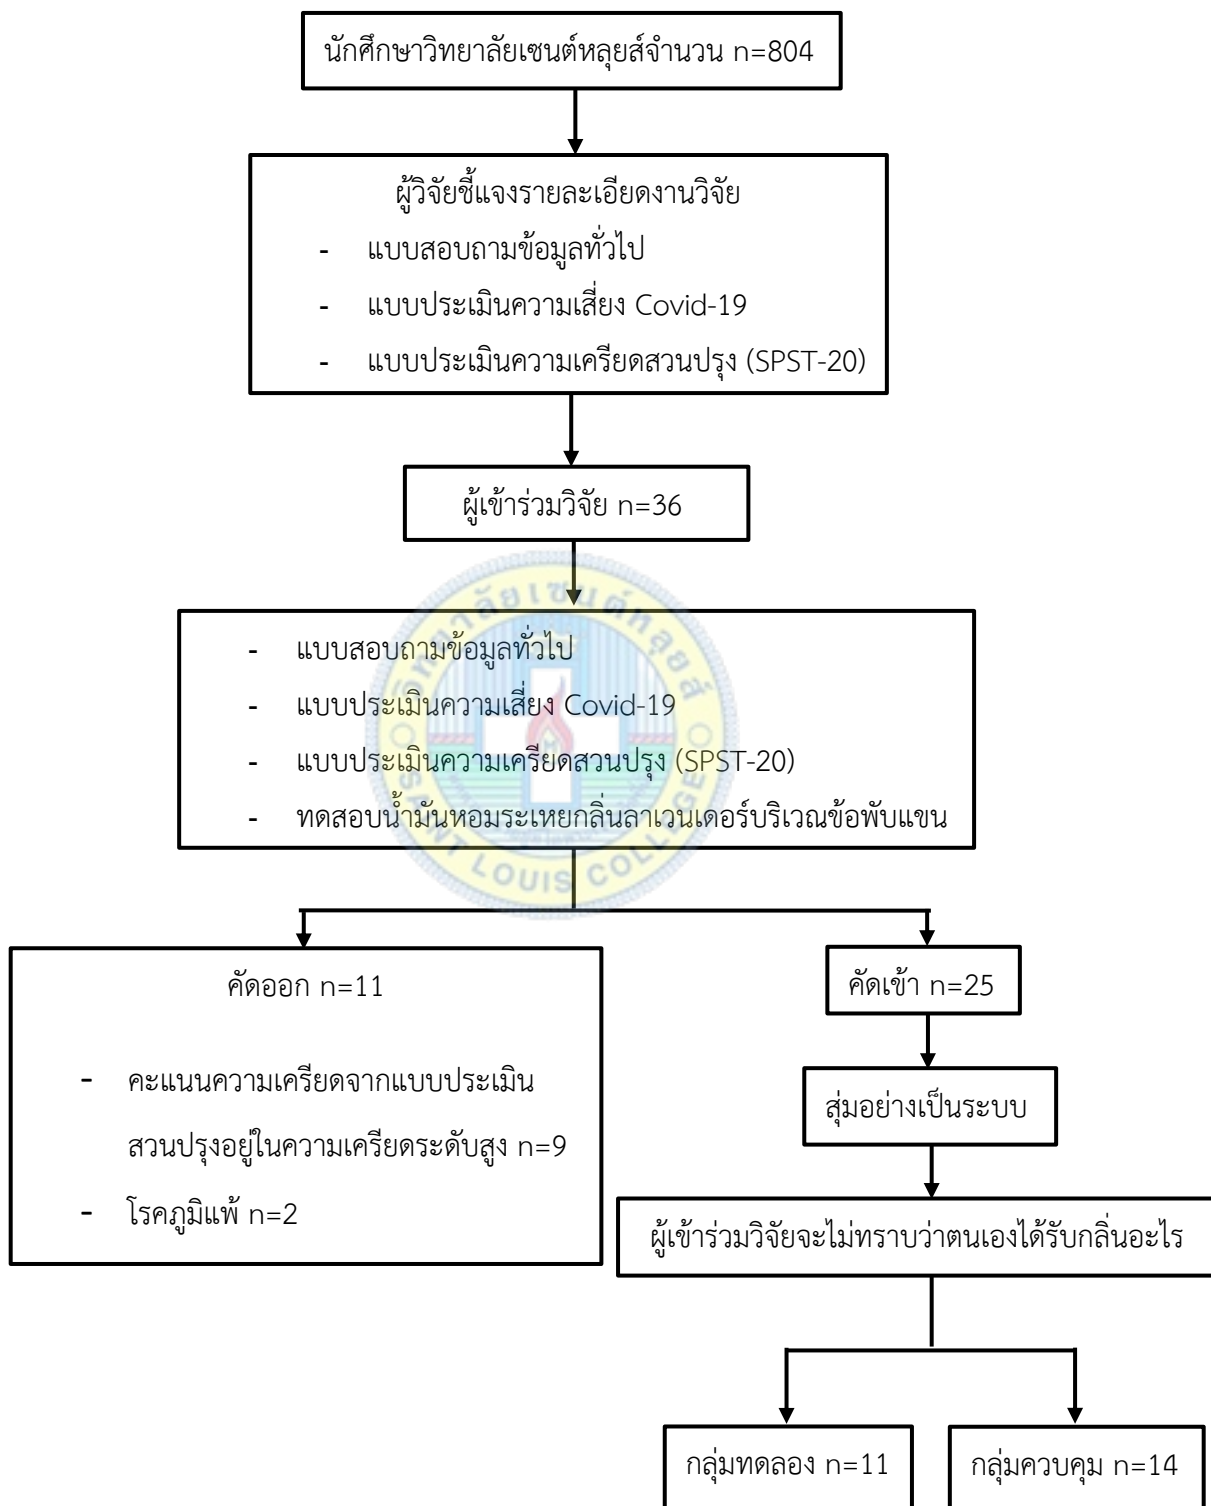 นักศึกษาวิทยาลัยเซนต์หลุยส์จำนวน n=804
ผู้วิจัยชี้แจงรายละเอียดงานวิจัย
- แบบสอบถามข้อมูลทั่วไป
- แบบประเมินความเสี่ยง Covid-19
- แบบประเมินความเครียดสวนปรุง (SPST-20)
ผู้เข้าร่วมวิจัย n=36
วิทยาลัยเซนต์หลุยส์
- แบบสอบถามข้อมูลทั่วไป
- แบบประเมินความเสี่ยง Covid-19
- แบบประเมินความเครียดสวนปรุง (SPST-20)
- ทดสอบน้ำมันหอมระเหยกลิ่นลาเวนเดอร์บริเวณข้อพับแขน
SAINT LOUIS COLLEGE
คัดออก n=11
- คะแนนความเครียดจากแบบประเมิน
สวนปรุงอยู่ในความเครียดระดับสูง n=9
- โรคภูมิแพ้ n=2
คัดเข้า n=25
สุ่มอย่างเป็นระบบ
ผู้เข้าร่วมวิจัยจะไม่ทราบว่าตนเองได้รับกลิ่นอะไร
กลุ่มทดลอง n=11
กลุ่มควบคุม n=14